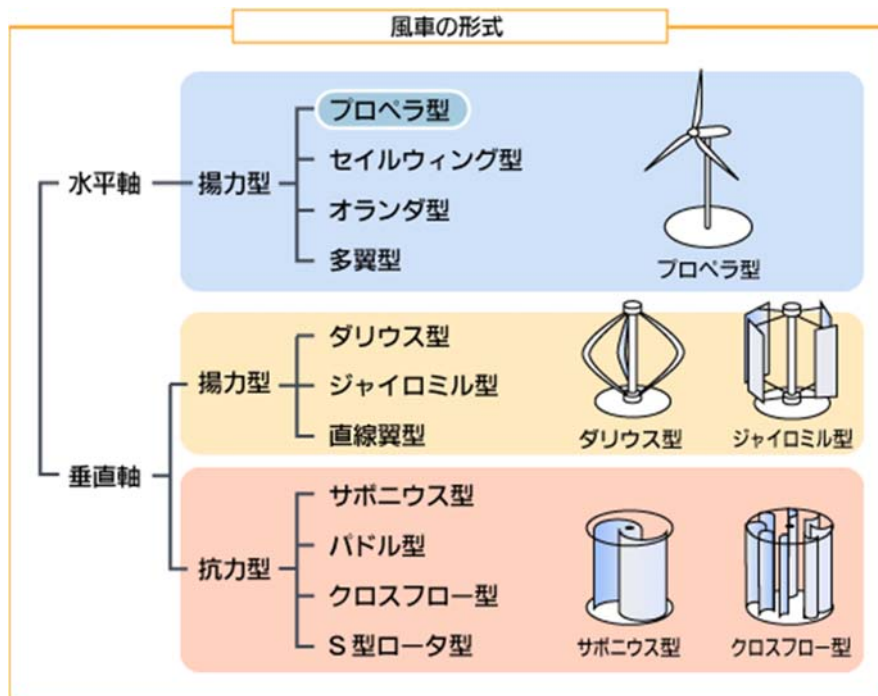 風車の形式
水平軸
揚力型
プロペラ型
セイルウィング型
オランダ型
多翼型
プロペラ型
垂直軸
揚力型
ダリウス型
ジャイロミル型
直線翼型
ダリウス型
ジャイロミル型
抗力型
サボニウス型
パドル型
クロスフロー型
S型ロータ型
サボニウス型
クロスフロー型